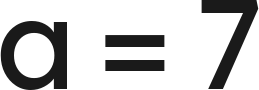 a = 7